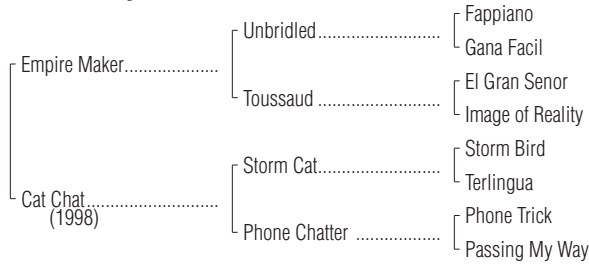 Fappiano
Unbridled....................
Gana Facil
Empire Maker....................
El Gran Senor
Toussaud ....................
Image of Reality
Storm Bird
Storm Cat....................
Terlingua
Cat Chat............................
(1998)
Phone Trick
Phone Chatter ..................
Passing My Way